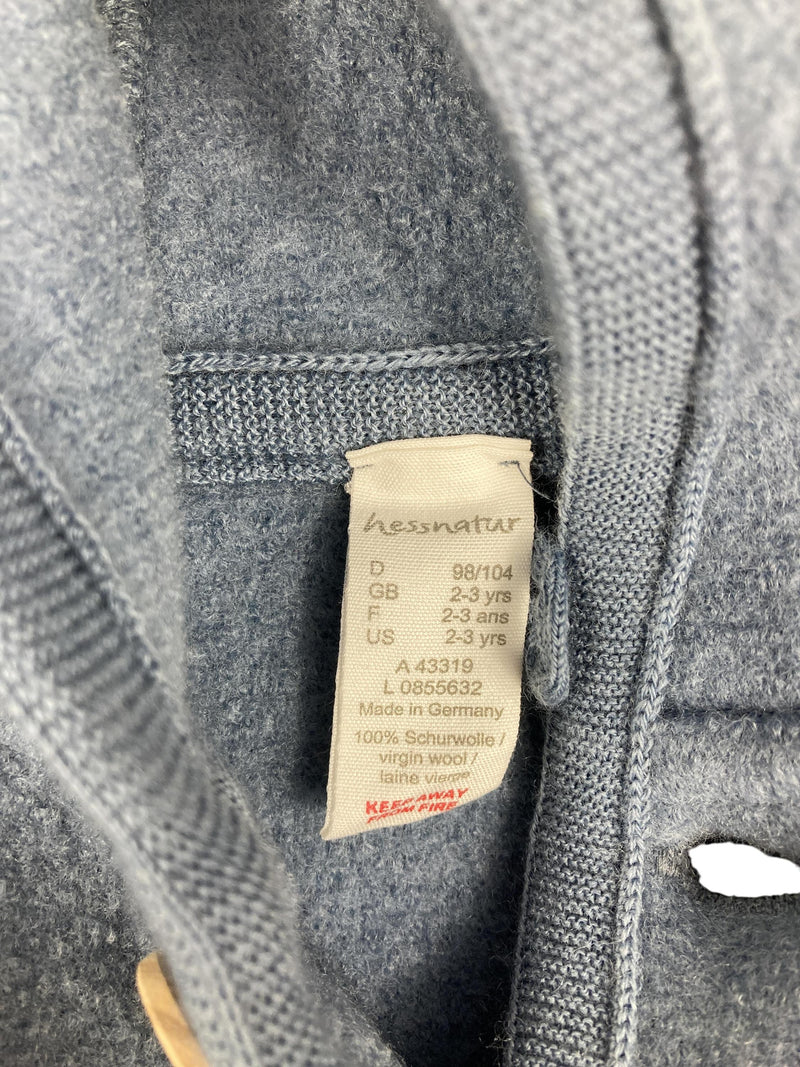 hessnatur
D 98/104
GB 2-3 yrs
F 2-3 ans
US 2-3 yrs
A 43319
L 0855632
Made in Germany
100% Schurwolle /
virgin wool /
laine vierge
KEEP AWAY
FROM FIRE